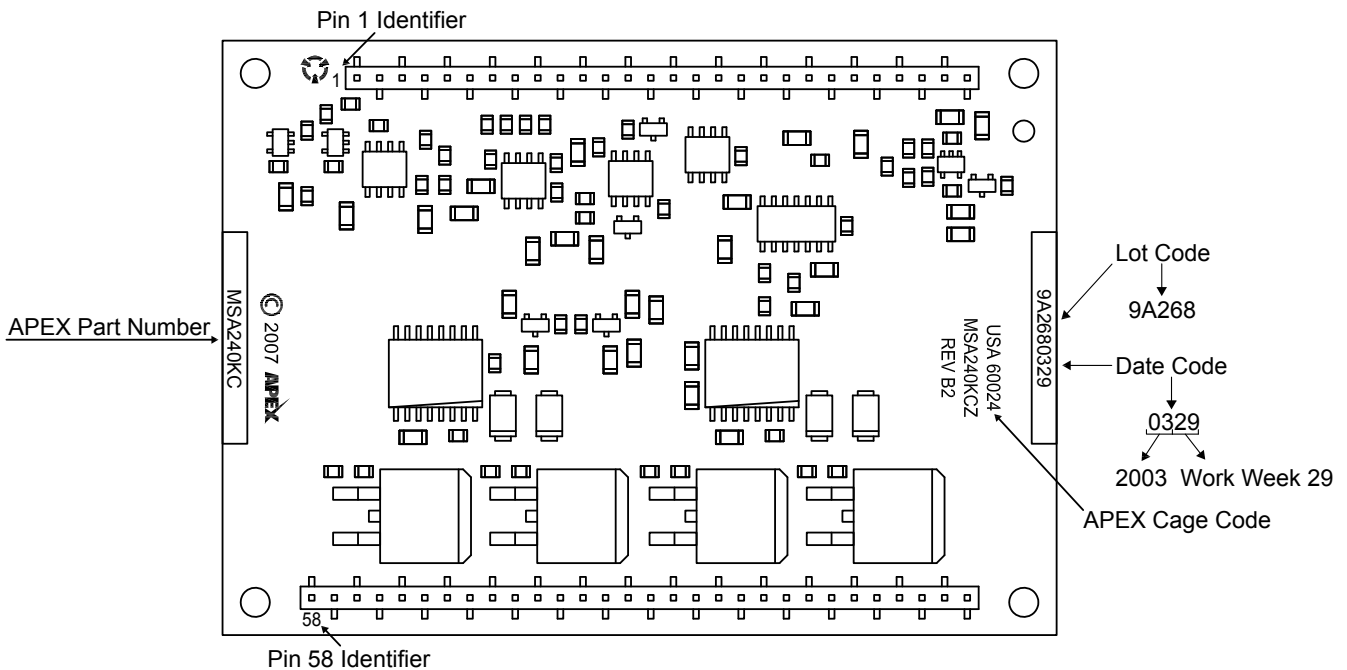 Pin 1 Identifier
1
APEX Part Number
MSA240KC
© 2007 APEX
USA 60024
MSA240KCZ
REV B2
9A2680329
Lot Code
9A268
Date Code
0329
2003 Work Week 29
APEX Cage Code
58
Pin 58 Identifier